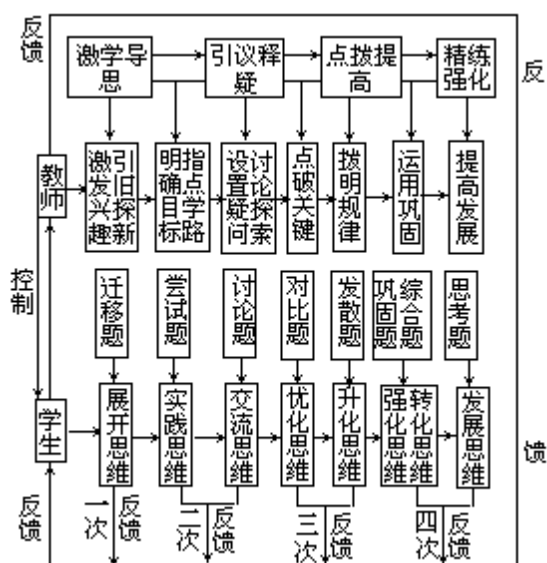 反馈
激学导思
引议释疑
点拨提高
精练强化
反
教师
激发兴趣
引旧探新
明确目标
指点学路
设置疑问
讨论探索
点破关键
拨明规律
运用巩固
提高发展
控制
迁移题
尝试题
讨论题
对比题
发散题
巩固题
综合题
思考题
学生
展开思维
实践思维
交流思维
优化思维
升化思维
强化思维
转化思维
发展思维
馈
反馈
一次
反馈
二次
反馈
三次
反馈
四次
反馈